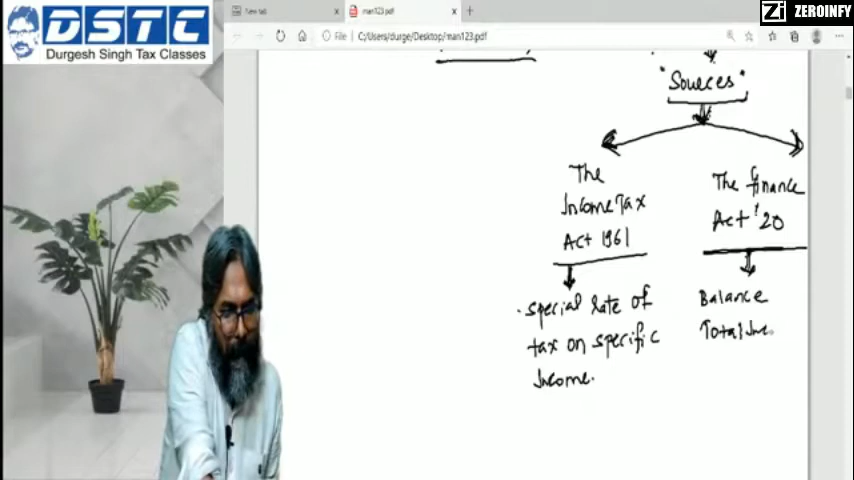 DSTC
Durgesh Singh Tax Classes
New tab
man123.pdf
File
C:/Users/durge/Desktop/man123.pdf
Zi ZEROINFY
"Sources"
The
Income Tax
Act 1961
The finance
Act '20
• Special rate of
tax on specific
Income.
Balance
Total Inc